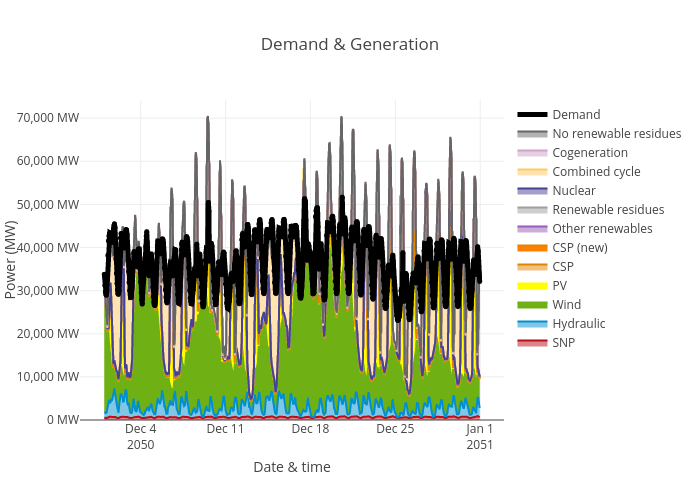 Demand & Generation
70,000 MW
60,000 MW
50,000 MW
40,000 MW
30,000 MW
20,000 MW
10,000 MW
0 MW
Power (MW)
Dec 4
2050
Dec 11
Dec 18
Dec 25
Jan 1
2051
Date & time
Demand
No renewable residues
Cogeneration
Combined cycle
Nuclear
Renewable residues
Other renewables
CSP (new)
CSP
PV
Wind
Hydraulic
SNP